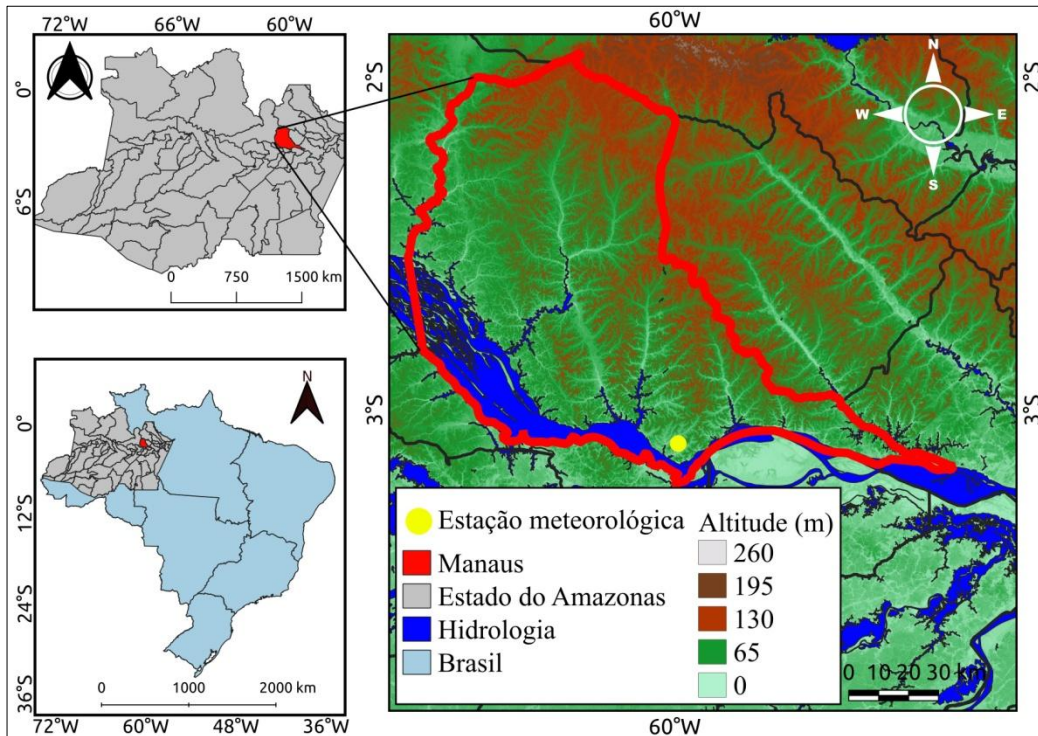 72°W 66°W 60°W
0°
6°S
0 750 1500 km
60°W
2°S
2°S
3°S
3°S
N
W E
S
60°W
N
0°
12°S
24°S
36°S
0 1000 2000 km
72°W 60°W 48°W 36°W
Estação meteorológica
Manaus
Estado do Amazonas
Hidrologia
Brasil
Altitude (m)
260
195
130
65
0
0 10 20 30 km